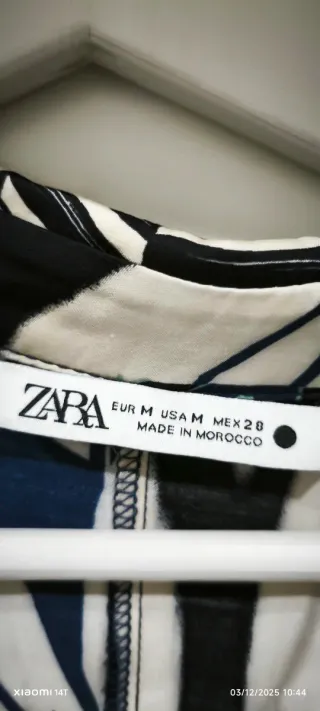 ZARA
EUR M USA M MEX 28
MADE IN MOROCCO
xiaomi 14T
03/12/2025 10:44